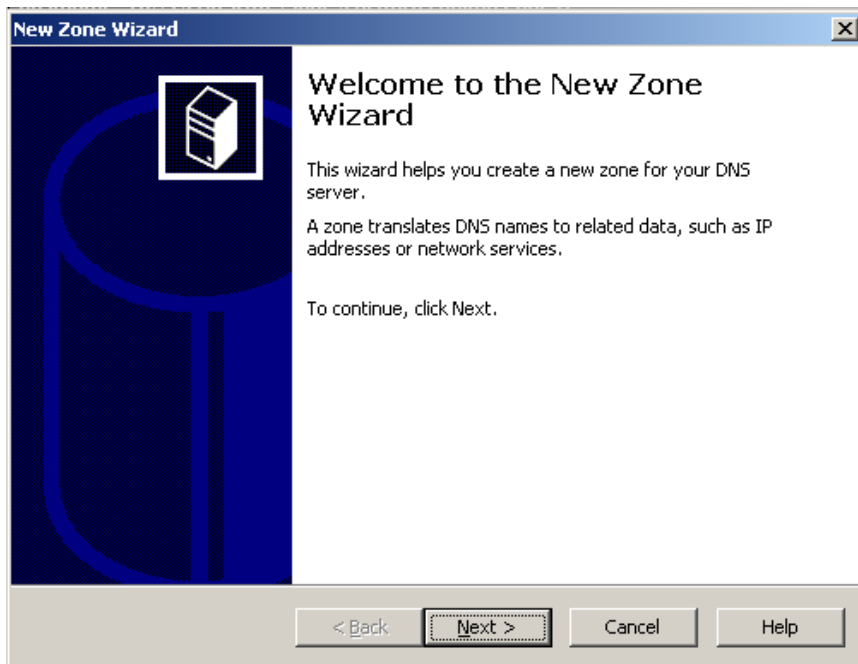 New Zone Wizard
Welcome to the New Zone
Wizard
This wizard helps you create a new zone for your DNS
server.
A zone translates DNS names to related data, such as IP
addresses or network services.
To continue, click Next.
< Back
Next >
Cancel
Help